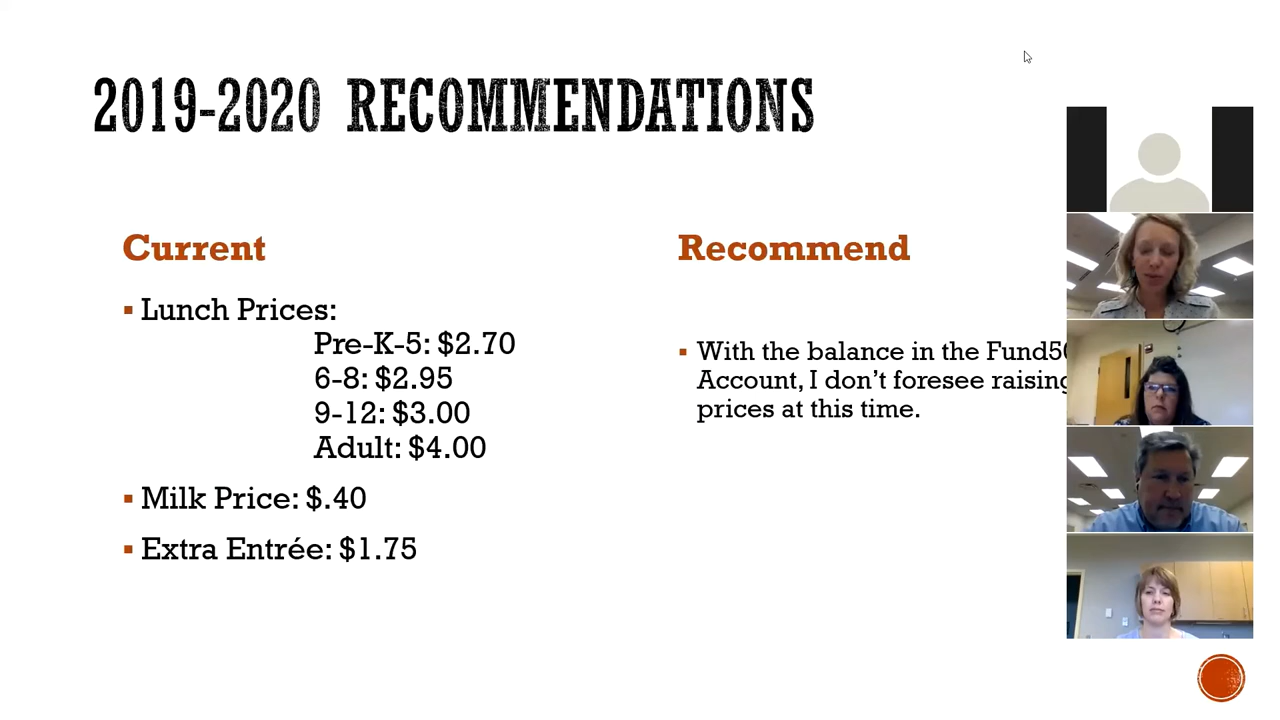 2019-2020 RECOMMENDATIONS
Current
Lunch Prices:
Pre-K-5: $2.70
6-8: $2.95
9-12: $3.00
Adult: $4.00
Milk Price: $.40
Extra Entrée: $1.75
Recommend
With the balance in the
Account, I don’t foresee raising
prices at this time.